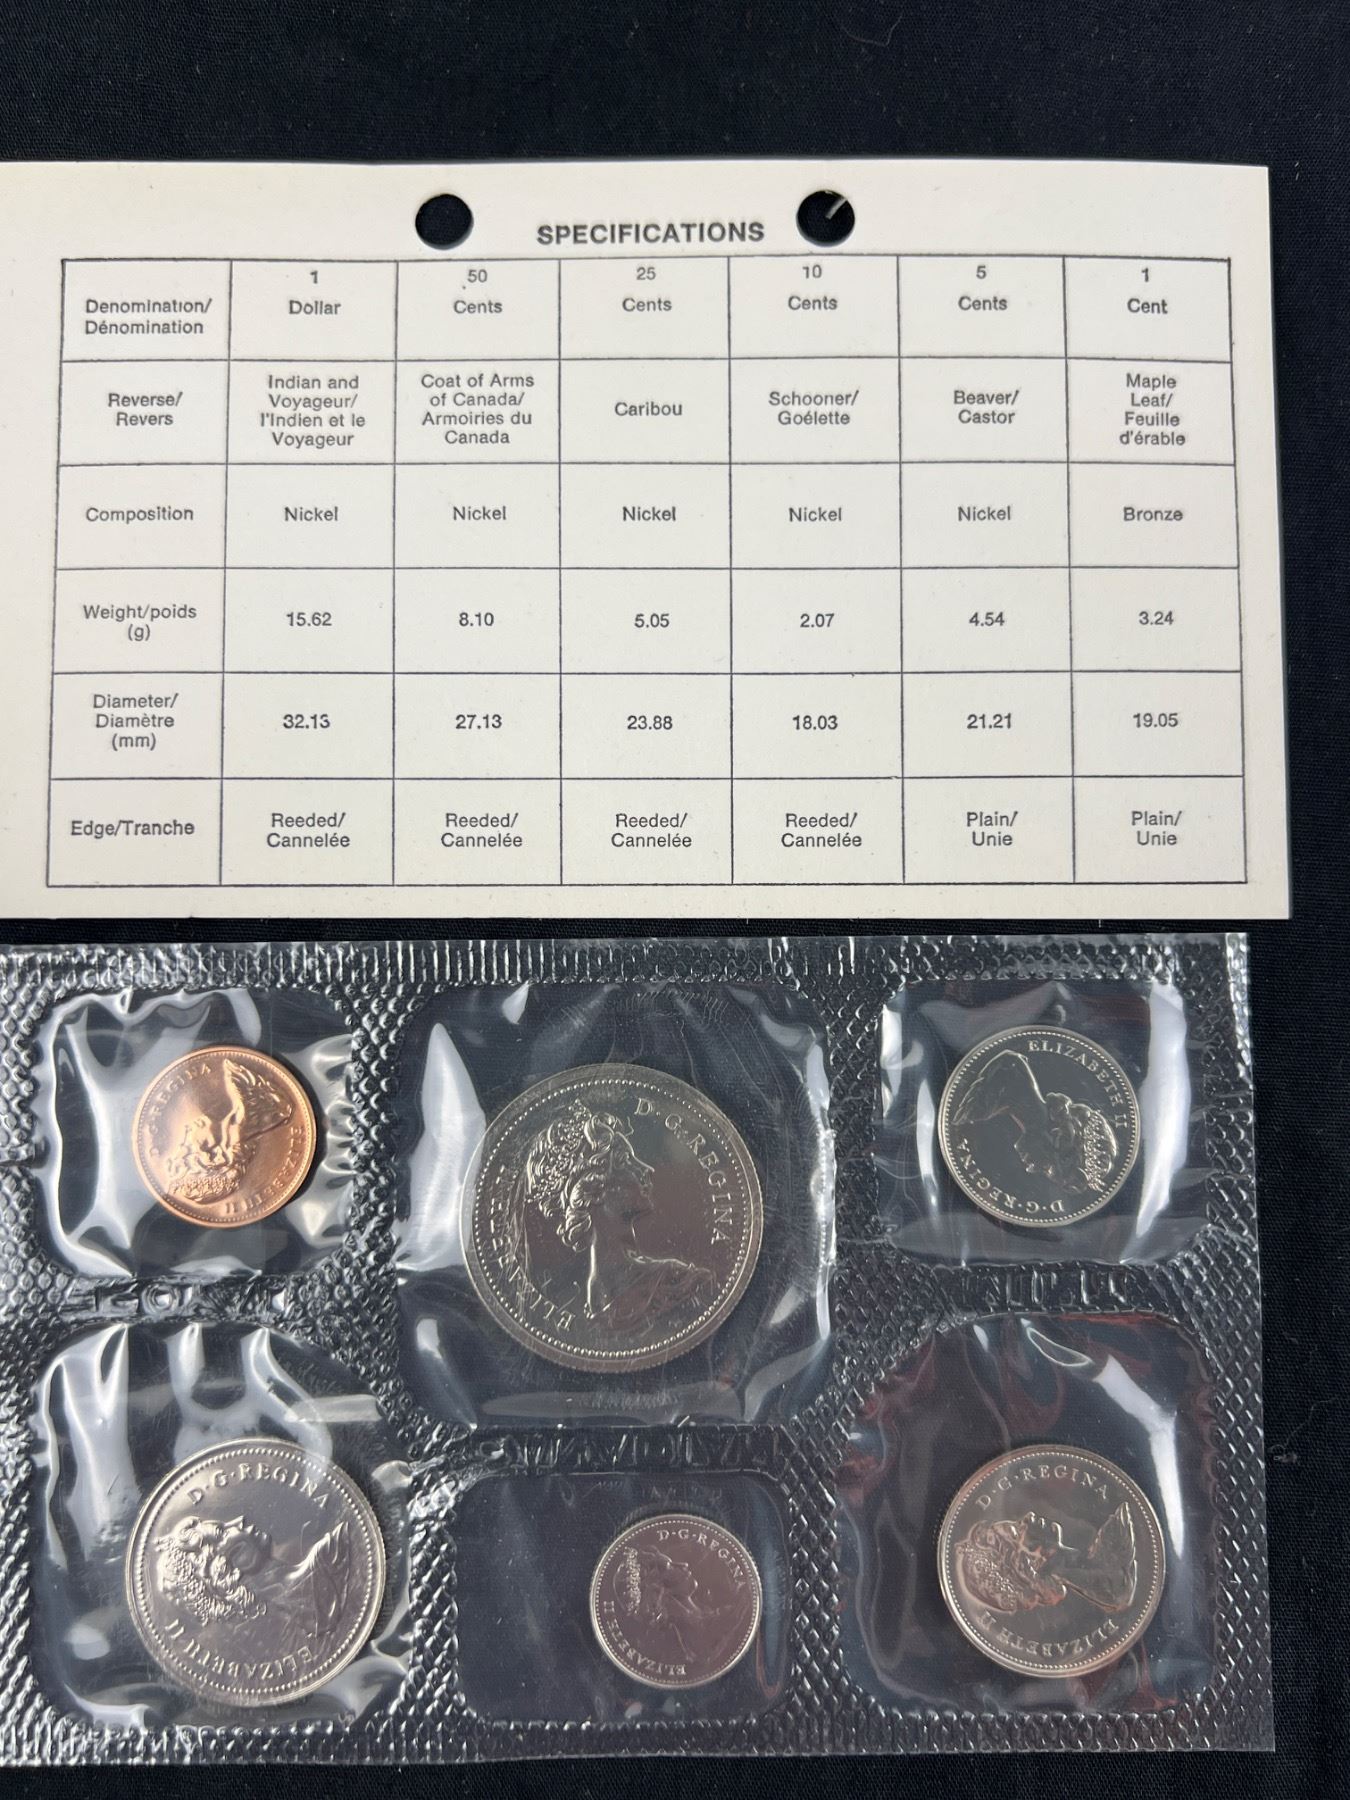 SPECIFICATIONS
Denomination/ Dénomination 1 Dollar 50 Cents 25 Cents 10 Cents 5 Cents 1 Cent
Reverse/ Revers Indian and Voyageur/ l'Indien et le Voyageur Coat of Arms of Canada/ Armoiries du Canada Caribou Schooner/ Goélette Beaver/ Castor Maple Leaf/ Feuille d'érable
Composition Nickel Nickel Nickel Nickel Nickel Bronze
Weight/poids (g) 15.62 8.10 5.05 2.07 4.54 3.24
Diameter/ Diamètre (mm) 32.13 27.13 23.88 18.03 21.21 19.05
Edge/Tranche Reeded/ Cannelée Reeded/ Cannelée Reeded/ Cannelée Reeded/ Cannelée Plain/ Unie Plain/ Unie
ELIZABETH II D·G·REGINA
ELIZABETH II D·G·REGINA
ELIZABETH II D·G·REGINA
ELIZABETH II D·G·REGINA
ELIZABETH II D·G·REGINA
ELIZABETH II D·G·REGINA